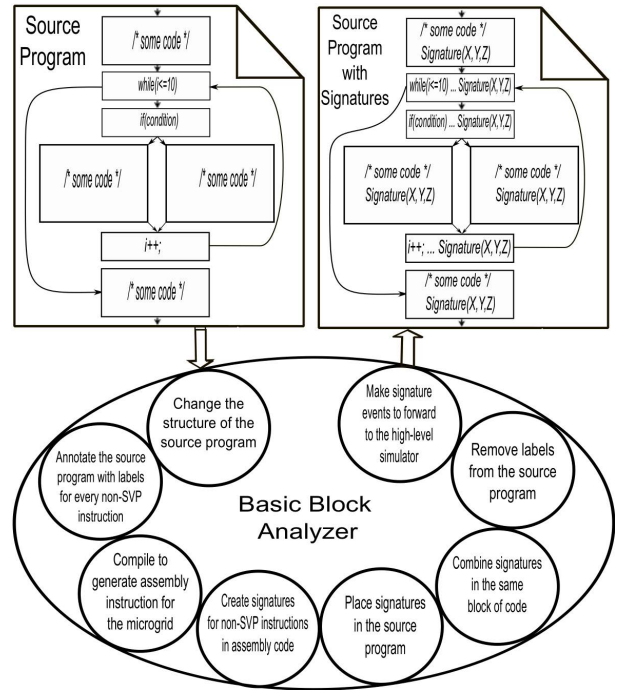 Source
Program
/* some code */
while(i<=10)
if(condition)
/* some code */
/* some code */
i++;
/* some code */
Source
Program
with
Signatures
/* some code */
Signature(X,Y,Z)
while(i<=10) ... Signature(X,Y,Z)
if(condition) ... Signature(X,Y,Z)
/* some code */
Signature(X,Y,Z)
/* some code */
Signature(X,Y,Z)
i++; ... Signature(X,Y,Z)
/* some code */
Signature(X,Y,Z)
Change the
structure of the
source program
Annotate the source
program with labels
for every non-SVP
instruction
Compile to
generate assembly
instruction for
the microgrid
Create signatures
for non-SVP instructions
in assembly code
Place signatures
in the source
program
Combine signatures
in the same
block of code
Remove labels
from the source
program
Make signature
events to forward
to the high-level
simulator
Basic Block
Analyzer